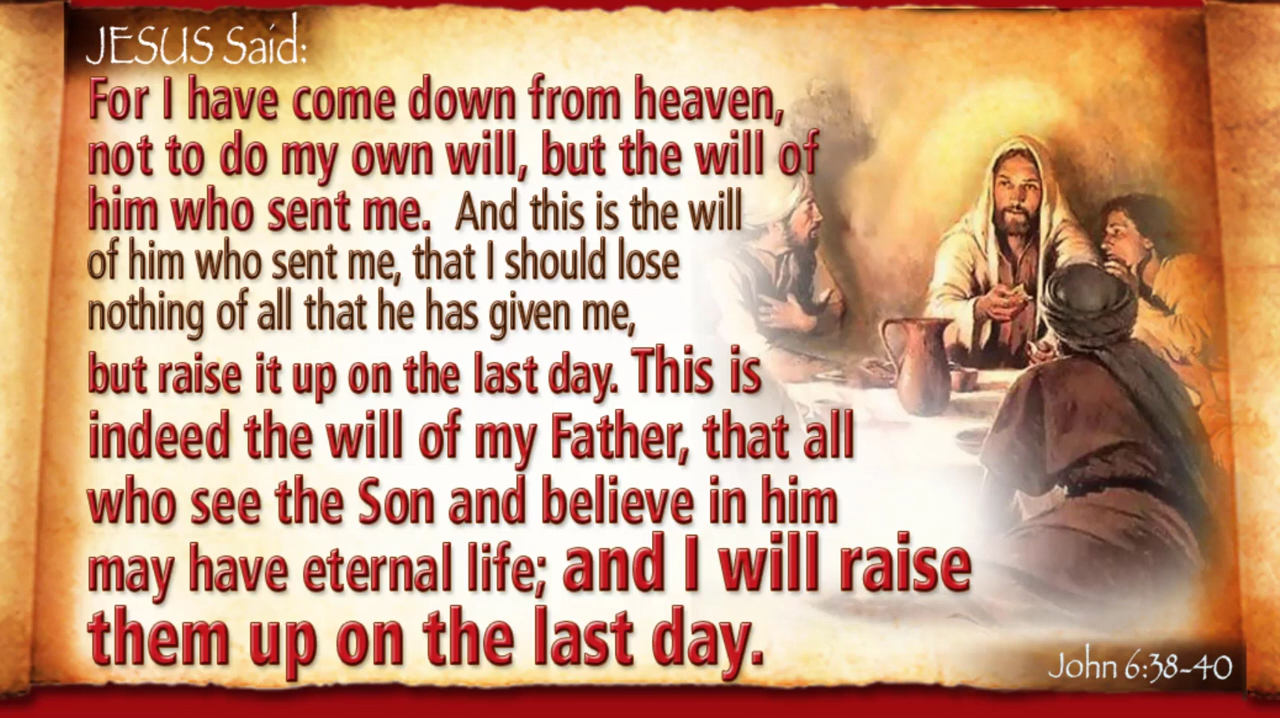 JESUS Said:
For I have come down from heaven,
not to do my own will, but the will of
him who sent me. And this is the will
of him who sent me, that I should lose
nothing of all that he has given me,
but raise it up on the last day. This is
indeed the will of my Father, that all
who see the Son and believe in him
may have eternal life; and I will raise
them up on the last day.
John 6:38-40